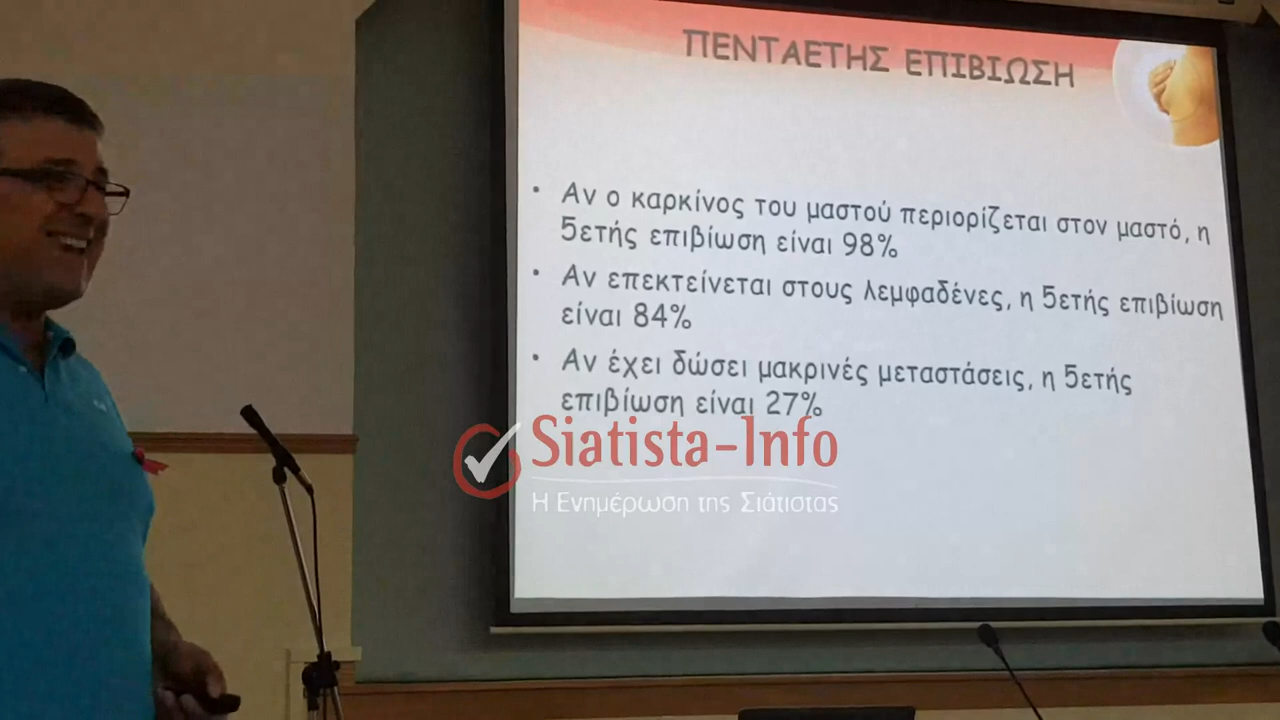 ΠΕΝΤΑΕΤΗΣ ΕΠΙΒΙΩΣΗ
• Αν ο καρκίνος του μαστού περιορίζεται στον μαστό, η
5ετής επιβίωση είναι 98%
• Αν επεκτείνεται στους λεμφαδένες, η 5ετής επιβίωση
είναι 84%
• Αν έχει δώσει μακρινές μεταστάσεις, η 5ετής
επιβίωση είναι 27%
Siatista-Info
Η Ενημέρωση της Σιάτιστας